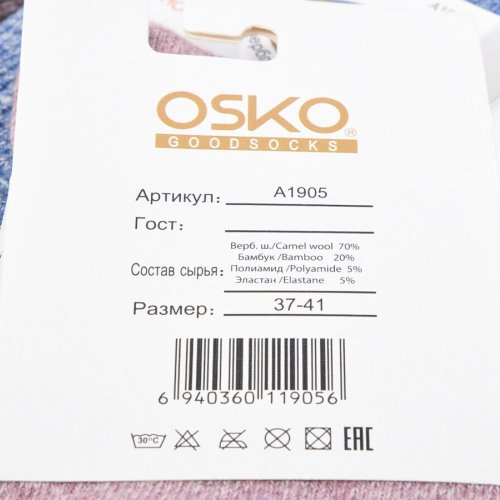 OSKO®
GOODSOCKS
Артикул: A1905
Гост:
Состав сырья:
Верб. ш./Camel wool 70%
Бамбук /Bamboo 20%
Полиамид /Polyamide 5%
Эластан /Elastane 5%
Размер: 37-41
6 940360 119056
30°C
EAC